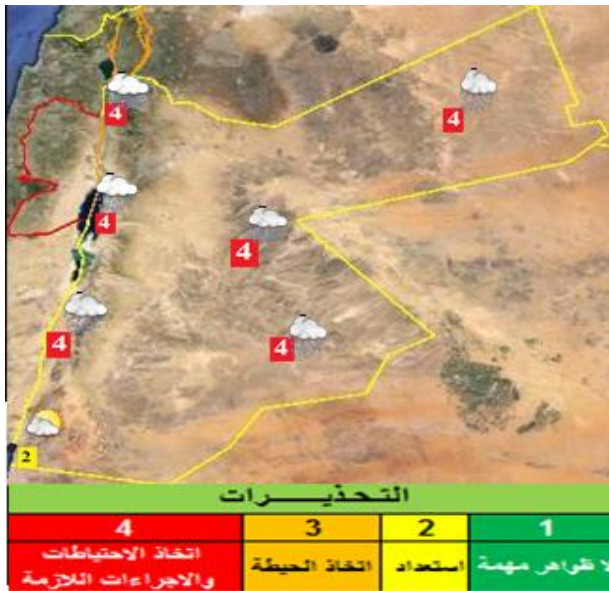 4
4
4
4
4
4
2
التـحـذيـــــرات
1
2
3
4
لا ظواهر مهمة
استعداد
اتخاذ الحيطة
اتخاذ الاحتياطات
والاجراءات اللازمة